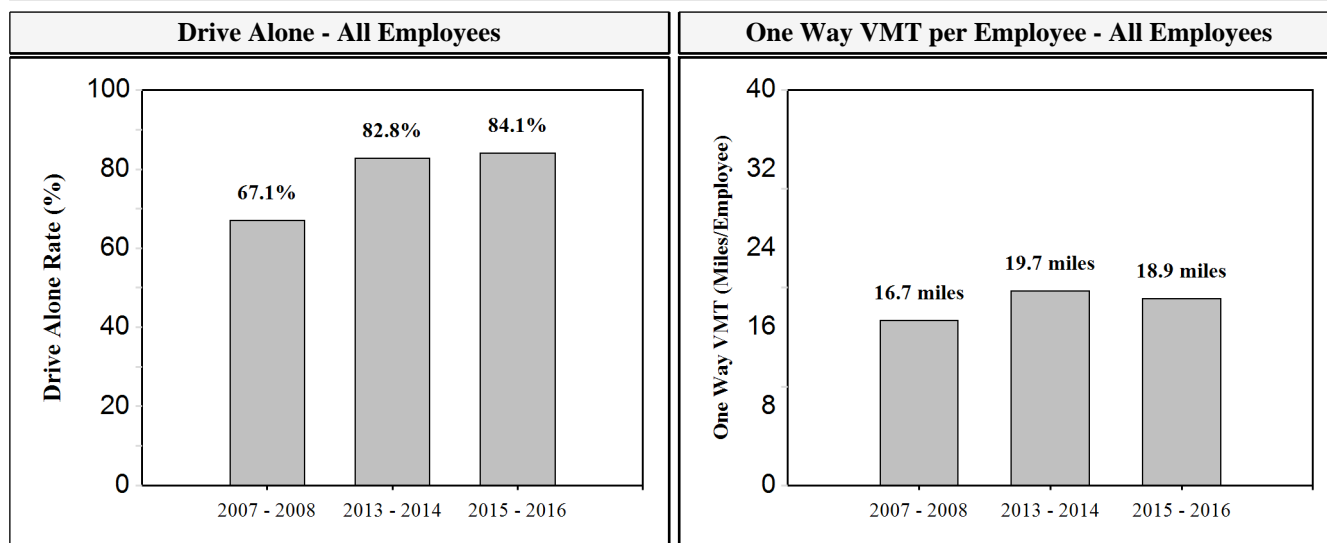 Drive Alone - All Employees
One Way VMT per Employee - All Employees
Drive Alone Rate (%)
100
80
60
40
20
0
67.1%
82.8%
84.1%
2007 - 2008
2013 - 2014
2015 - 2016
One Way VMT (Miles/Employee)
40
32
24
16
8
0
16.7 miles
19.7 miles
18.9 miles
2007 - 2008
2013 - 2014
2015 - 2016